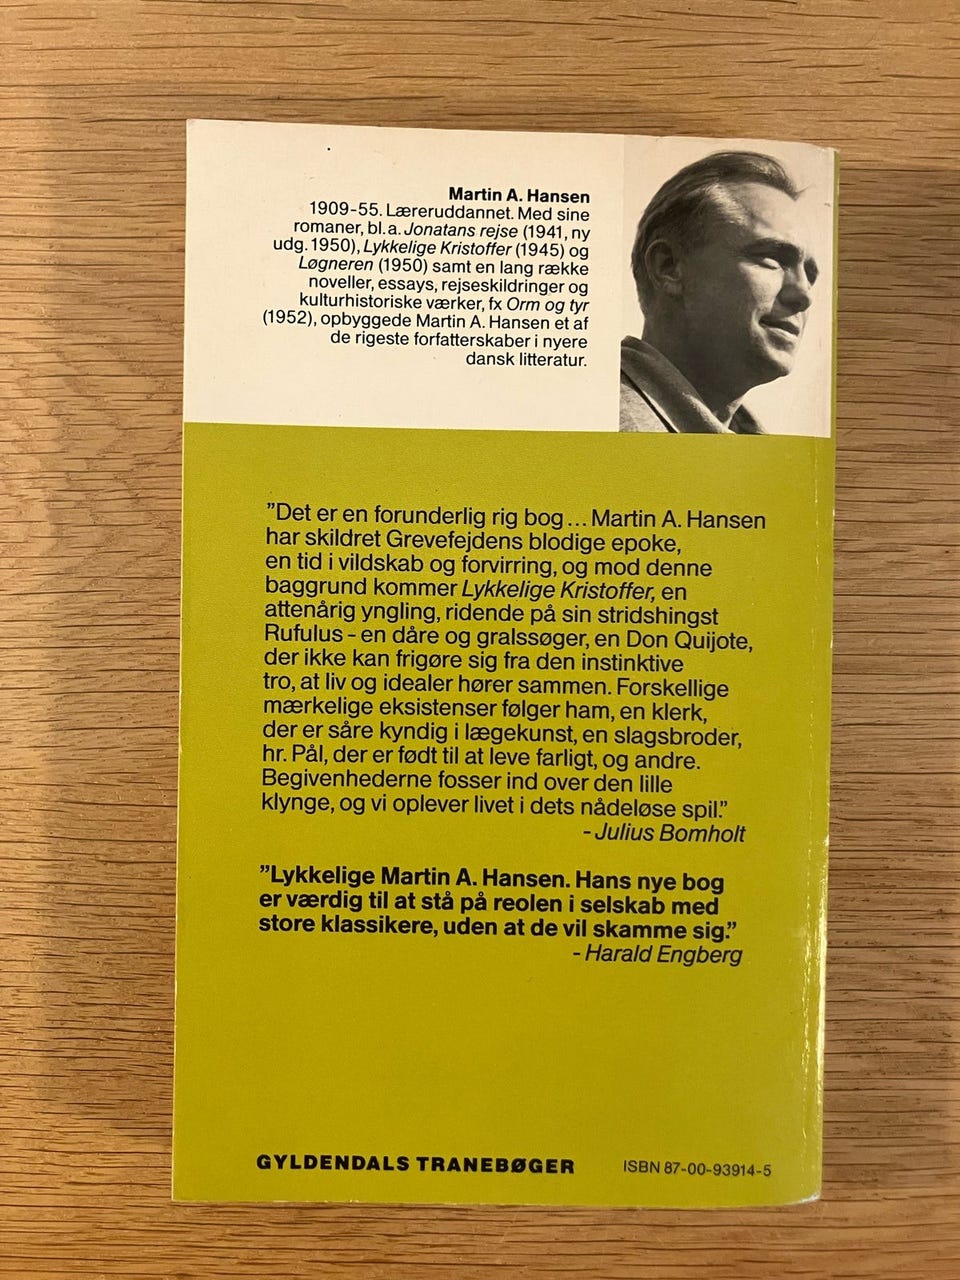 Martin A. Hansen
1909-55. Læreruddannet. Med sine
romaner, bl.a. Jonatans rejse (1941, ny
udg. 1950), Lykkelige Kristoffer (1945) og
Løgneren (1950) samt en lang række
noveller, essays, rejseskildringer og
kulturhistoriske værker, fx Orm og tyr
(1952), opbyggede Martin A. Hansen et af
de rigeste forfatterskaber i nyere
dansk litteratur.
”Det er en forunderlig rig bog ... Martin A. Hansen
har skildret Grevefejdens blodige epoke,
en tid i vildskab og forvirring, og mod denne
baggrund kommer Lykkelige Kristoffer, en
attenårig yngling, ridende på sin stridshingst
Rufulus - en dåre og gralssøger, en Don Quijote,
der ikke kan frigøre sig fra den instinktive
tro, at liv og idealer hører sammen. Forskellige
mærkelige eksistenser følger ham, en klerk,
der er såre kyndig i lægekunst, en slagsbroder,
hr. Pål, der er født til at leve farligt, og andre.
Begivenhederne fosser ind over den lille
klynge, og vi oplever livet i dets nådeløse spil.”
- Julius Bomholt
”Lykkelige Martin A. Hansen. Hans nye bog
er værdig til at stå på reolen i selskab med
store klassikere, uden at de vil skamme sig.”
- Harald Engberg
GYLDENDALS TRANEBØGER
ISBN 87-00-93914-5